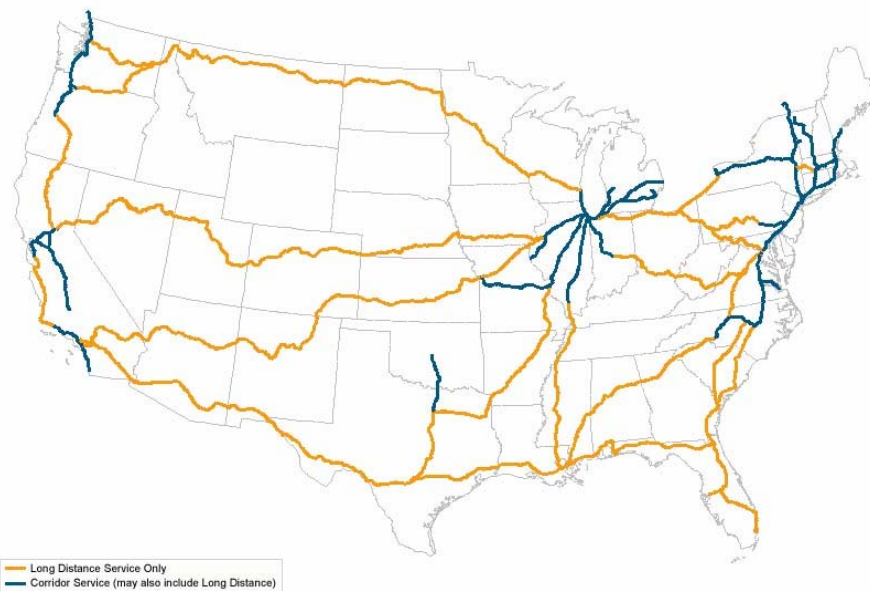 Long Distance Service Only
Corridor Service (may also include Long Distance)